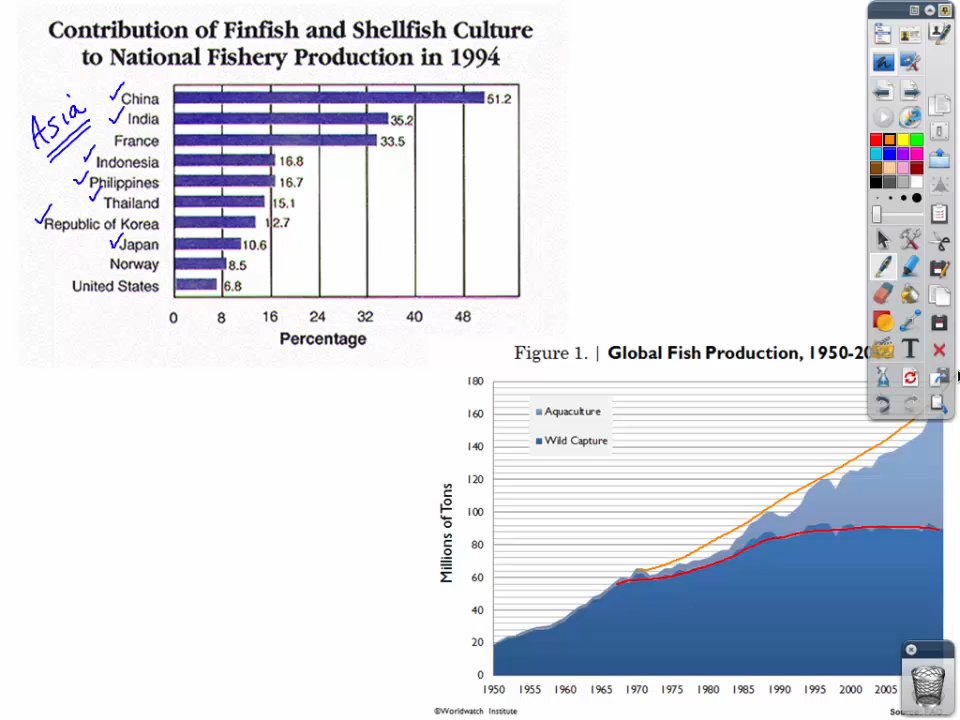 Contribution of Finfish and Shellfish Culture
to National Fishery Production in 1994
Asia
China 51.2
India 35.2
France 33.5
Indonesia 16.8
Philippines 16.7
Thailand 15.1
Republic of Korea 12.7
Japan 10.6
Norway 8.5
United States 6.8
0 8 16 24 32 40 48
Percentage
Figure 1. | Global Fish Production, 1950-20
180
160
140
120
100
80
60
40
20
0
Aquaculture
Wild Capture
Millions of Tons
1950 1955 1960 1965 1970 1975 1980 1985 1990 1995 2000 2005
©Worldwatch Institute
T